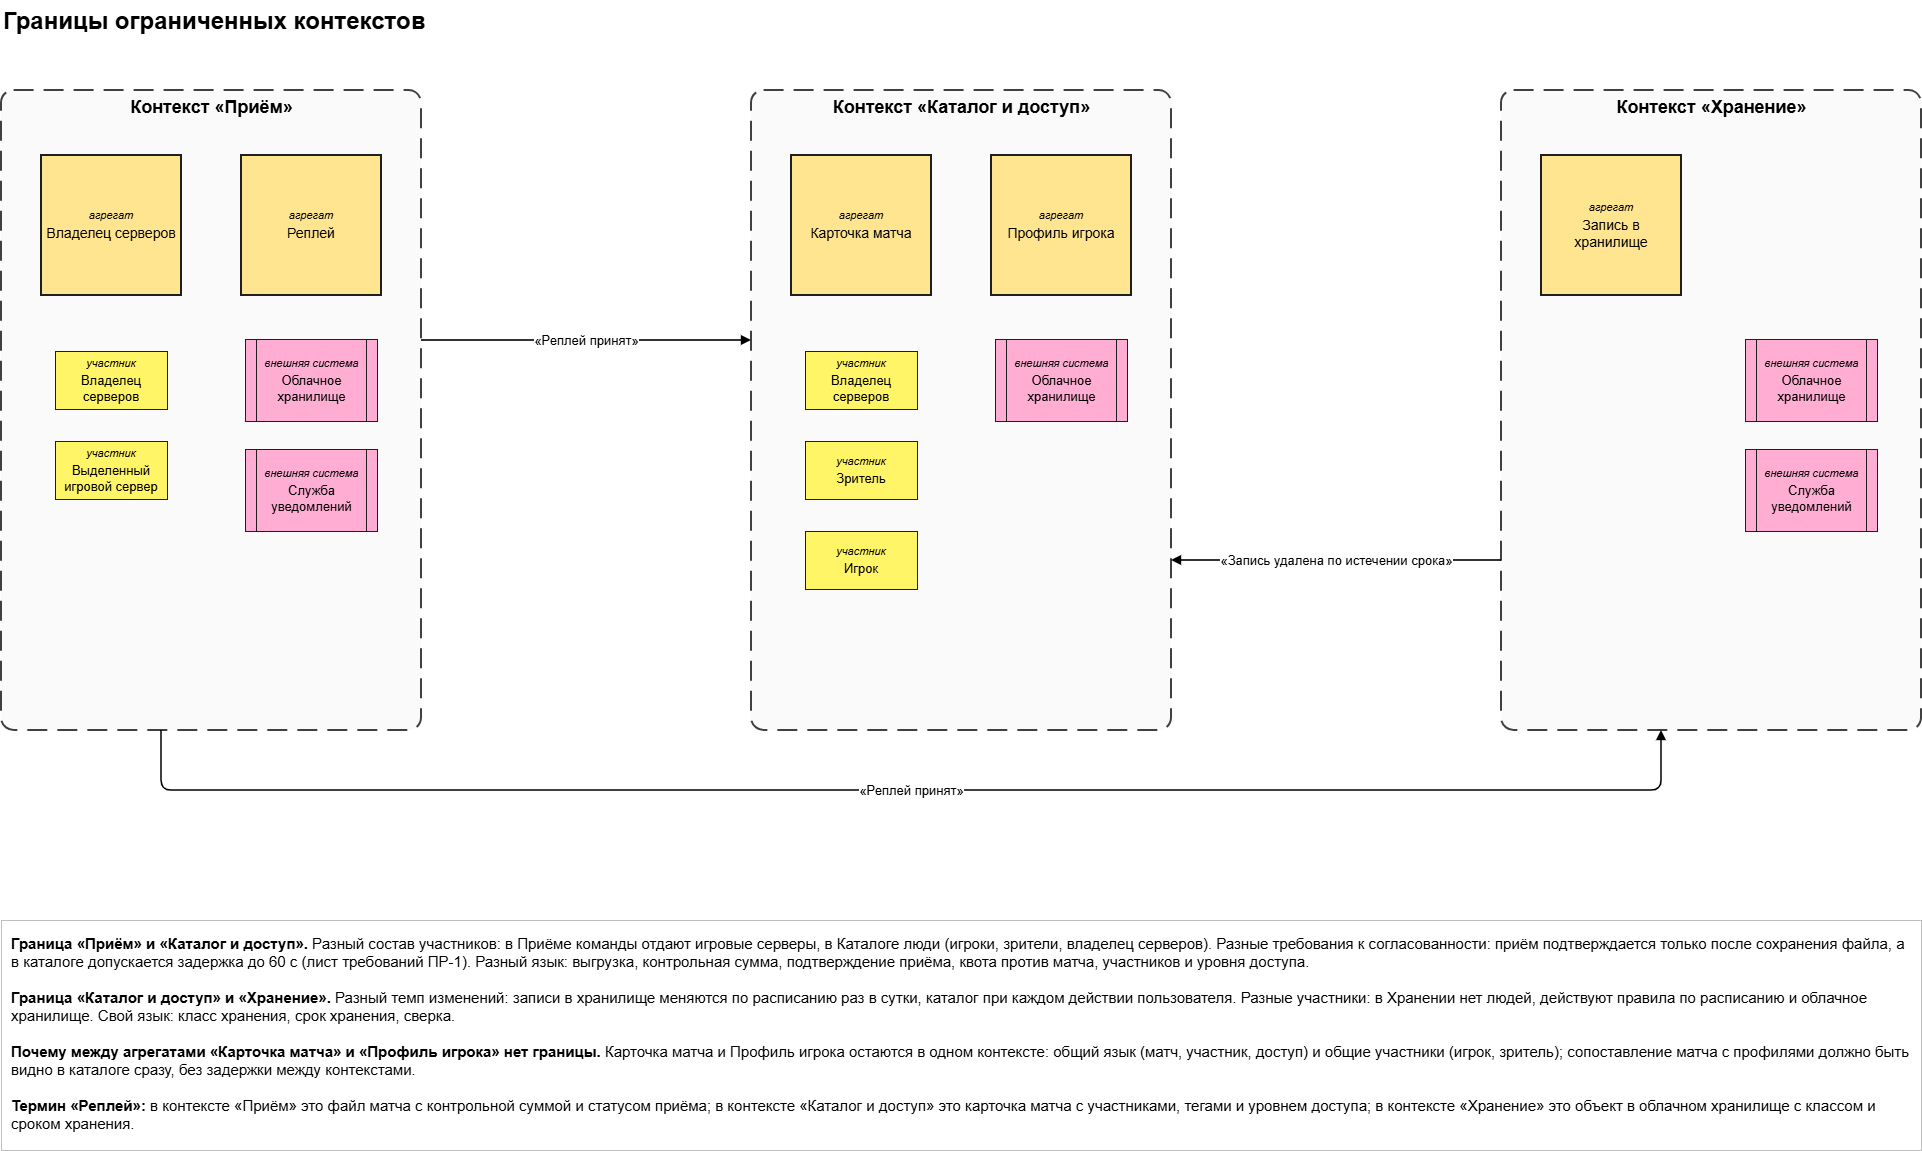 Границы ограниченных контекстов
Контекст «Приём»
агрегат
Владелец серверов
агрегат
Реплей
участник
Владелец
серверов
внешняя система
Облачное
хранилище
участник
Выделенный
игровой сервер
внешняя система
Служба
уведомлений
«Реплей принят»
Контекст «Каталог и доступ»
агрегат
Карточка матча
агрегат
Профиль игрока
участник
Владелец
серверов
внешняя система
Облачное
хранилище
участник
Зритель
участник
Игрок
«Запись удалена по истечении срока»
Контекст «Хранение»
агрегат
Запись в
хранилище
внешняя система
Облачное
хранилище
внешняя система
Служба
уведомлений
«Реплей принят»
Граница «Приём» и «Каталог и доступ». Разный состав участников: в Приёме команды отдают игровые серверы, в Каталоге люди (игроки, зрители, владелец серверов). Разные требования к согласованности: приём подтверждается только после сохранения файла, а
в каталоге допускается задержка до 60 с (лист требований ПР-1). Разный язык: выгрузка, контрольная сумма, подтверждение приёма, квота против матча, участников и уровня доступа.
Граница «Каталог и доступ» и «Хранение». Разный темп изменений: записи в хранилище меняются по расписанию раз в сутки, каталог при каждом действии пользователя. Разные участники: в Хранении нет людей, действуют правила по расписанию и облачное
хранилище. Свой язык: класс хранения, срок хранения, сверка.
Почему между агрегатами «Карточка матча» и «Профиль игрока» нет границы. Карточка матча и Профиль игрока остаются в одном контексте: общий язык (матч, участник, доступ) и общие участники (игрок, зритель); сопоставление матча с профилями должно быть
видно в каталоге сразу, без задержки между контекстами.
Термин «Реплей»: в контексте «Приём» это файл матча с контрольной суммой и статусом приёма; в контексте «Каталог и доступ» это карточка матча с участниками, тегами и уровнем доступа; в контексте «Хранение» это объект в облачном хранилище с классом и
сроком хранения.